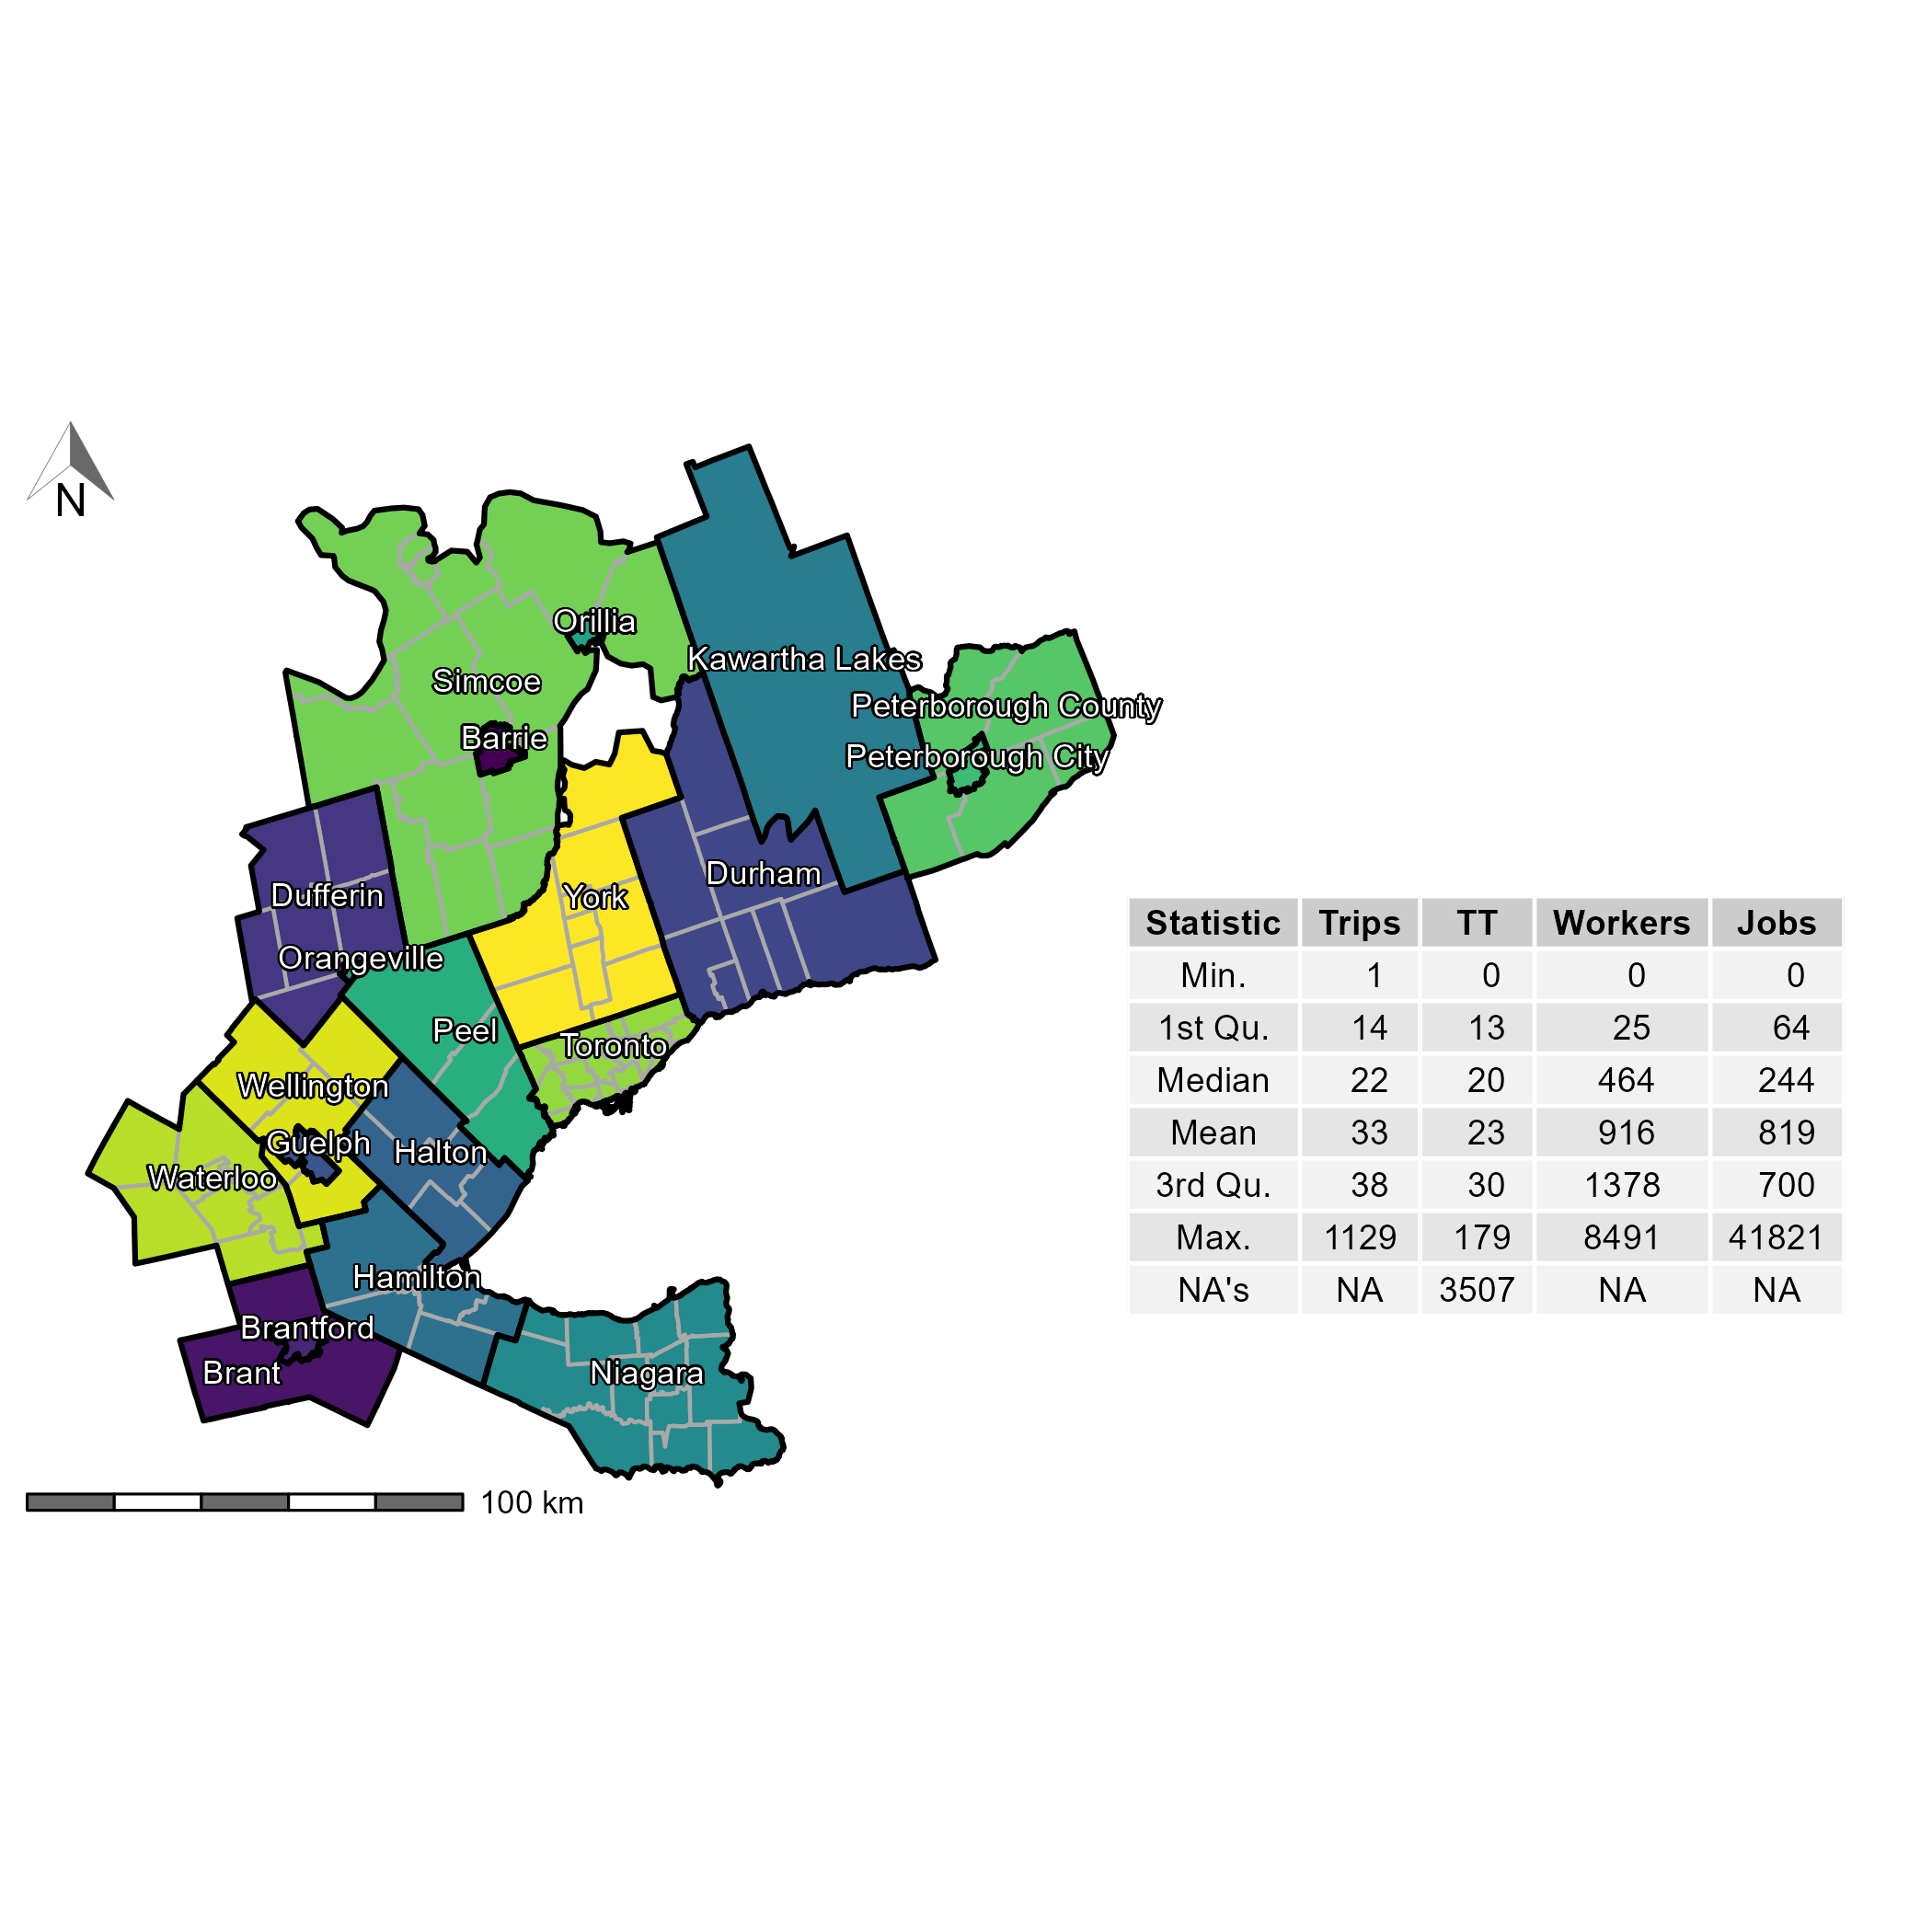 N
Orillia
Kawartha Lakes
Simcoe
Peterborough County
Barrie
Peterborough City
Durham
Dufferin
York
Orangeville
Peel
Toronto
Wellington
Guelph
Halton
Waterloo
Hamilton
Brantford
Brant
Niagara
100 km
Statistic Trips TT Workers Jobs
Min. 1 0 0 0
1st Qu. 14 13 25 64
Median 22 20 464 244
Mean 33 23 916 819
3rd Qu. 38 30 1378 700
Max. 1129 179 8491 41821
NA's NA 3507 NA NA